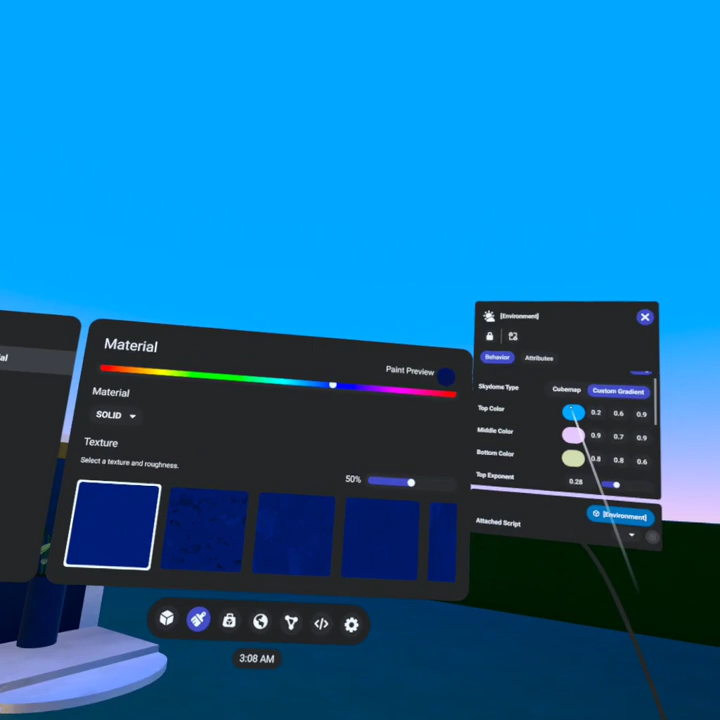 ial
Material
Paint Preview
Material
SOLID
Texture
Select a texture and roughness.
50%
3:08 AM
[Environment]
Behavior Attributes
Skydome Type Cubemap Custom Gradient
Top Color 0.2 0.6 0.9
Middle Color 0.9 0.7 0.9
Bottom Color 0.8 0.8 0.6
Top Exponent 0.28
Attached Script [Environment]